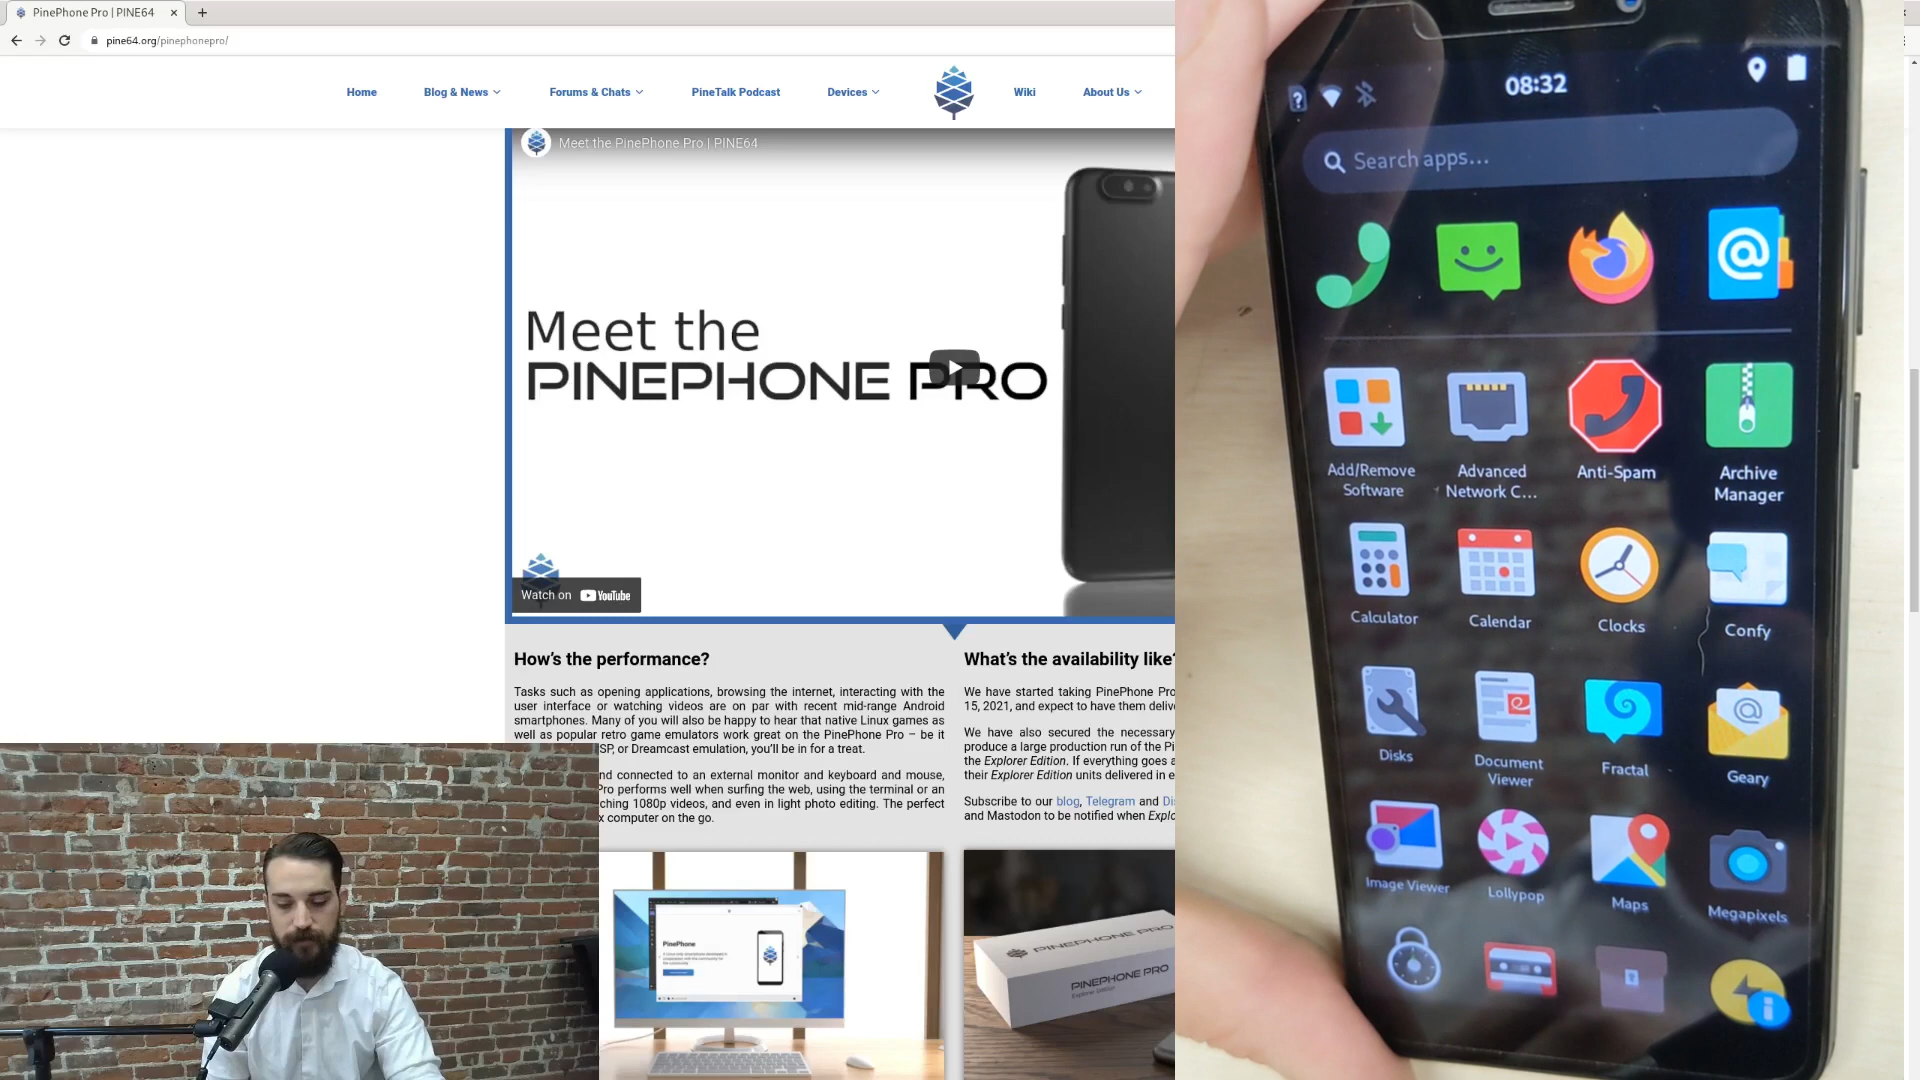 PinePhone Pro | PINE64
pine64.org/pinephonepro/
Home
Blog & News
Forums & Chats
PineTalk Podcast
Devices
Wiki
About Us
Meet the PinePhone Pro | PINE64
Meet the
PINEPHONE PRO
Watch on YouTube
How's the performance?
Tasks such as opening applications, browsing the internet, interacting with the
user interface or watching videos are on par with recent mid-range Android
smartphones. Many of you will also be happy to hear that native Linux games as
well as popular retro game emulators work great on the PinePhone Pro – be it
SP, or Dreamcast emulation, you'll be in for a treat.
nd connected to an external monitor and keyboard and mouse,
Pro performs well when surfing the web, using the terminal or an
ching 1080p videos, and even in light photo editing. The perfect
x computer on the go.
What's the availability like?
We have started taking PinePhone Pro
15, 2021, and expect to have them deliv
We have also secured the necessary
produce a large production run of the Pi
the Explorer Edition. If everything goes a
their Explorer Edition units delivered in e
Subscribe to our blog, Telegram and Di
and Mastodon to be notified when Explo
PinePhone
PINEPHONE PRO
PINEPHONE PRO
Explorer Edition
08:32
Search apps...
Add/Remove
Software
Advanced
Network C...
Anti-Spam
Archive
Manager
Calculator
Calendar
Clocks
Confy
Disks
Document
Viewer
Fractal
Geary
Image Viewer
Lollypop
Maps
Megapixels